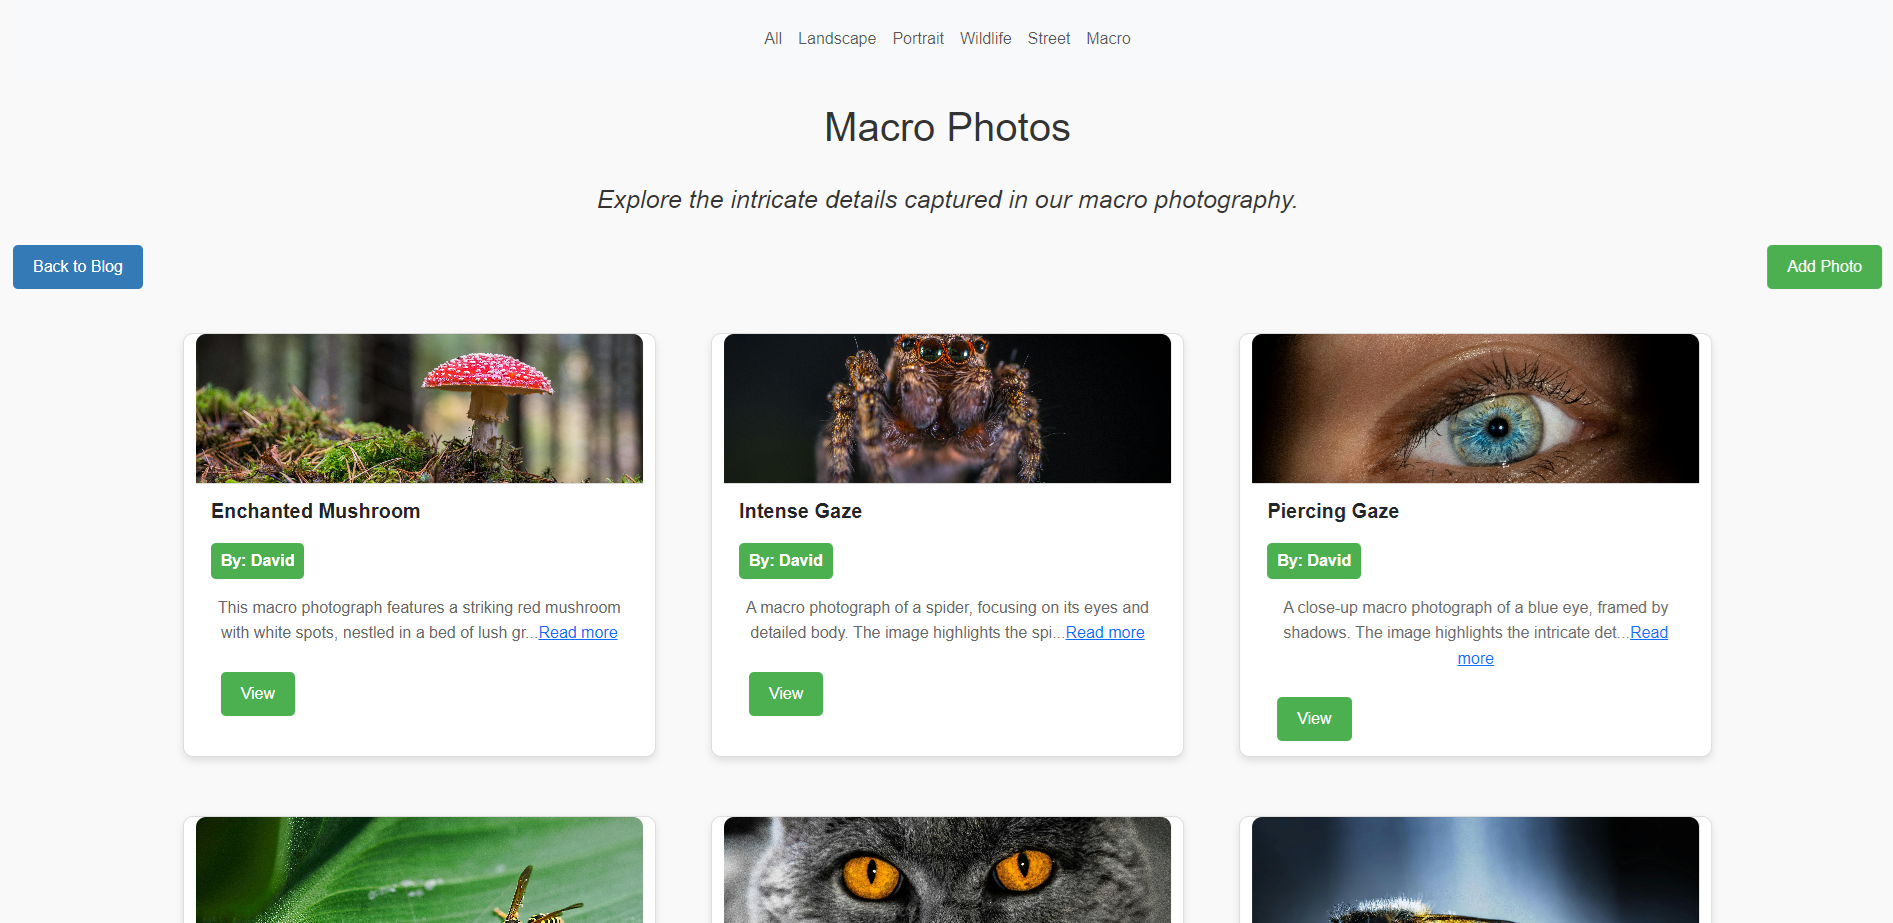 All Landscape Portrait Wildlife Street Macro
Macro Photos
Explore the intricate details captured in our macro photography.
Back to Blog
Add Photo
Enchanted Mushroom
By: David
This macro photograph features a striking red mushroom
with white spots, nestled in a bed of lush gr...Read more
View
Intense Gaze
By: David
A macro photograph of a spider, focusing on its eyes and
detailed body. The image highlights the spi...Read more
View
Piercing Gaze
By: David
A close-up macro photograph of a blue eye, framed by
shadows. The image highlights the intricate det...Read
more
View